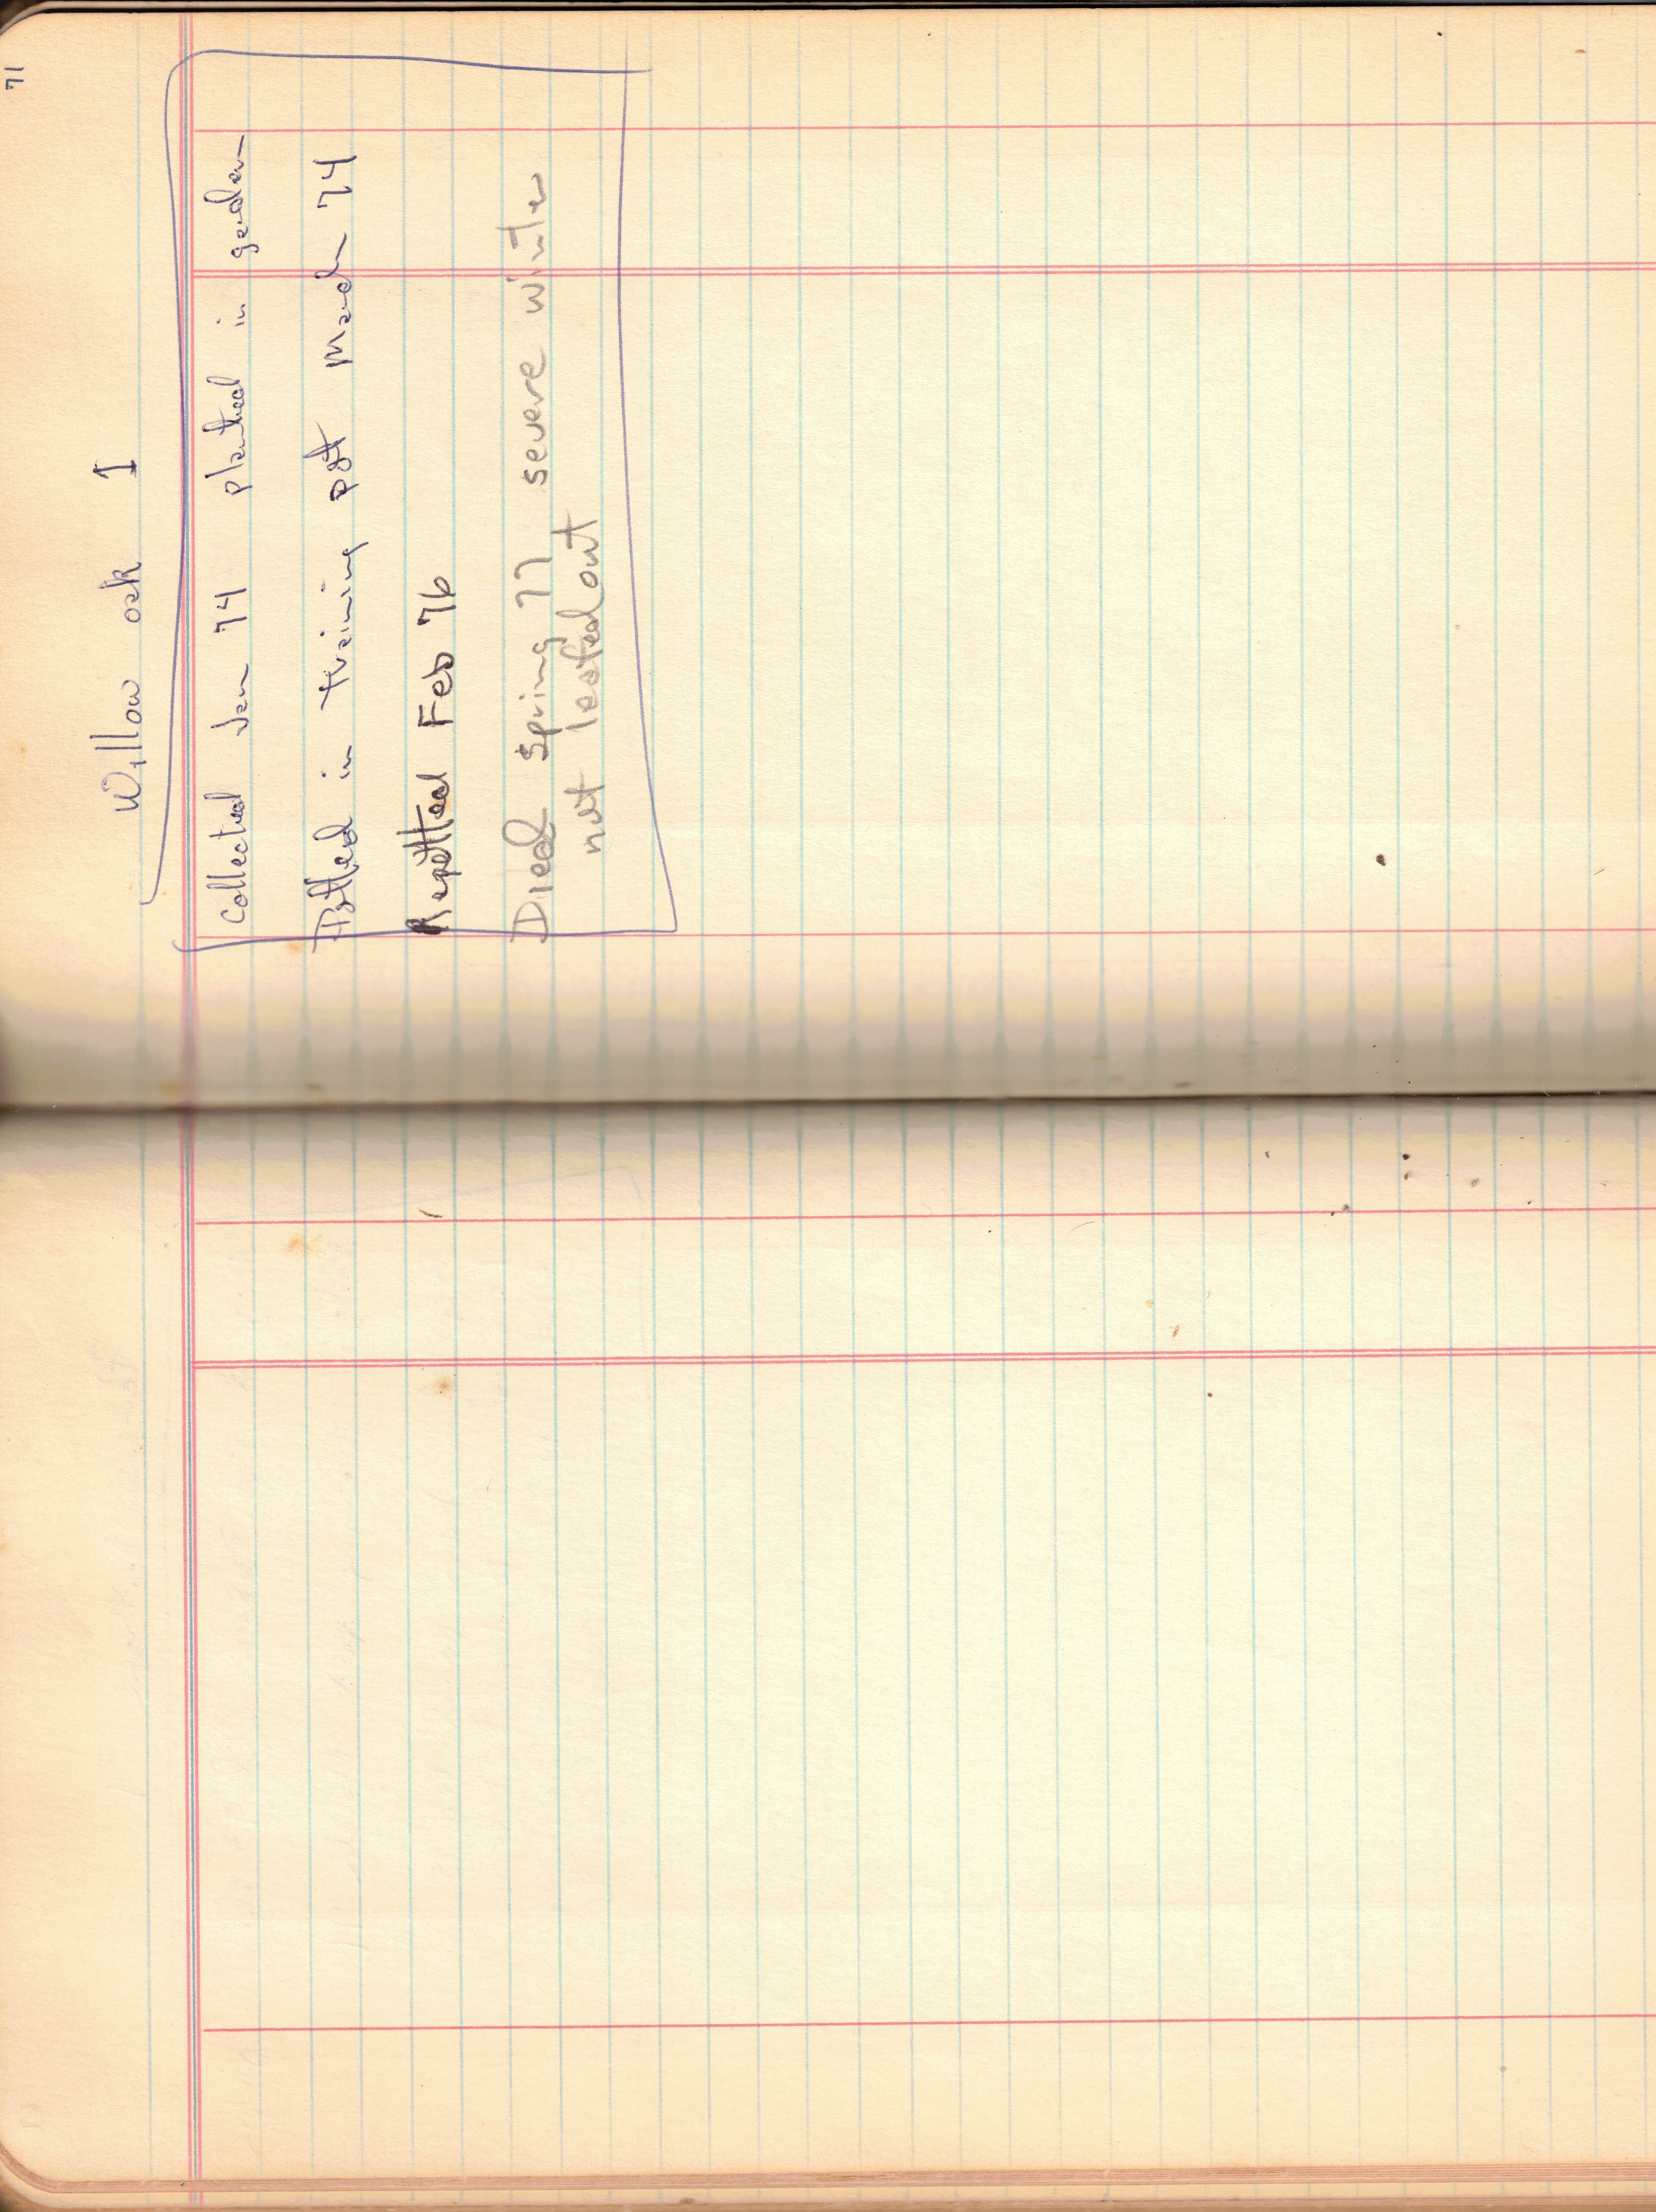 71
Willow oak 1
Collected Jan 74 planted in garden
Potted in training pot March 74
Repotted Feb 76
Died Spring 77, severe winter
not leafed out